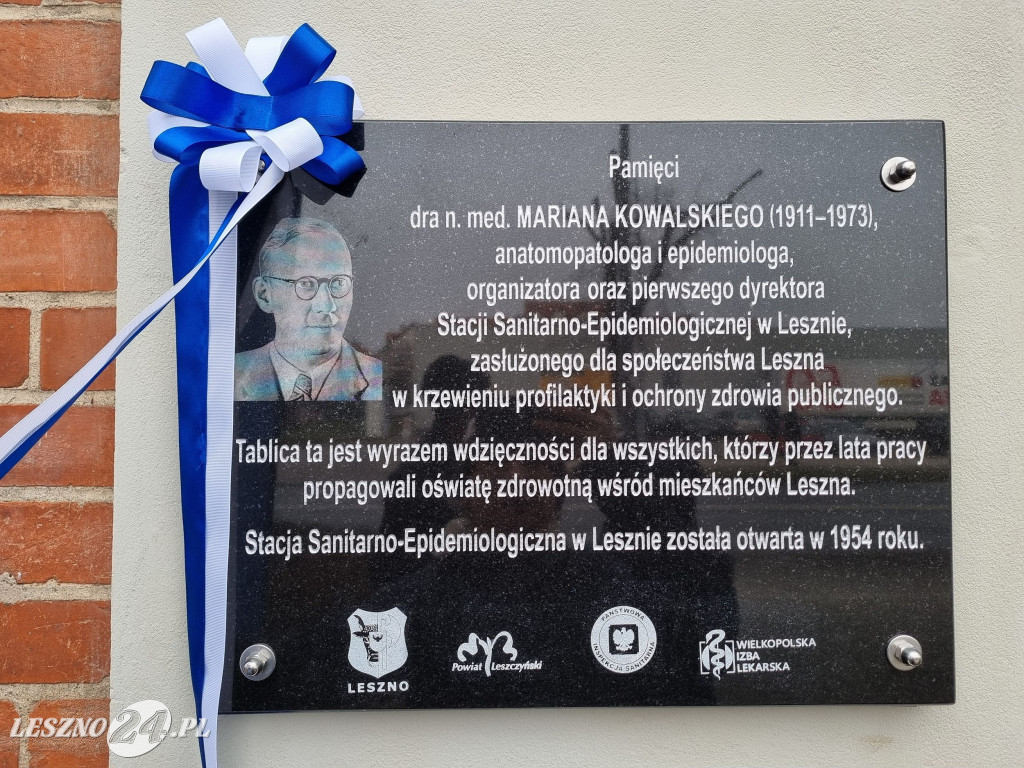 Pamięci
dra n. med. MARIANA KOWALSKIEGO (1911–1973),
anatomopatologa i epidemiologa,
organizatora oraz pierwszego dyrektora
Stacji Sanitarno-Epidemiologicznej w Lesznie,
zasłużonego dla społeczeństwa Leszna
w krzewieniu profilaktyki i ochrony zdrowia publicznego.
Tablica ta jest wyrazem wdzięczności dla wszystkich, którzy przez lata pracy
propagowali oświatę zdrowotną wśród mieszkańców Leszna.
Stacja Sanitarno-Epidemiologiczna w Lesznie została otwarta w 1954 roku.
LESZNO
Powiat Leszczyński
PAŃSTWOWA
INSPEKCJA SANITARNA
WIELKOPOLSKA
IZBA
LEKARSKA
LESZNO24.PL